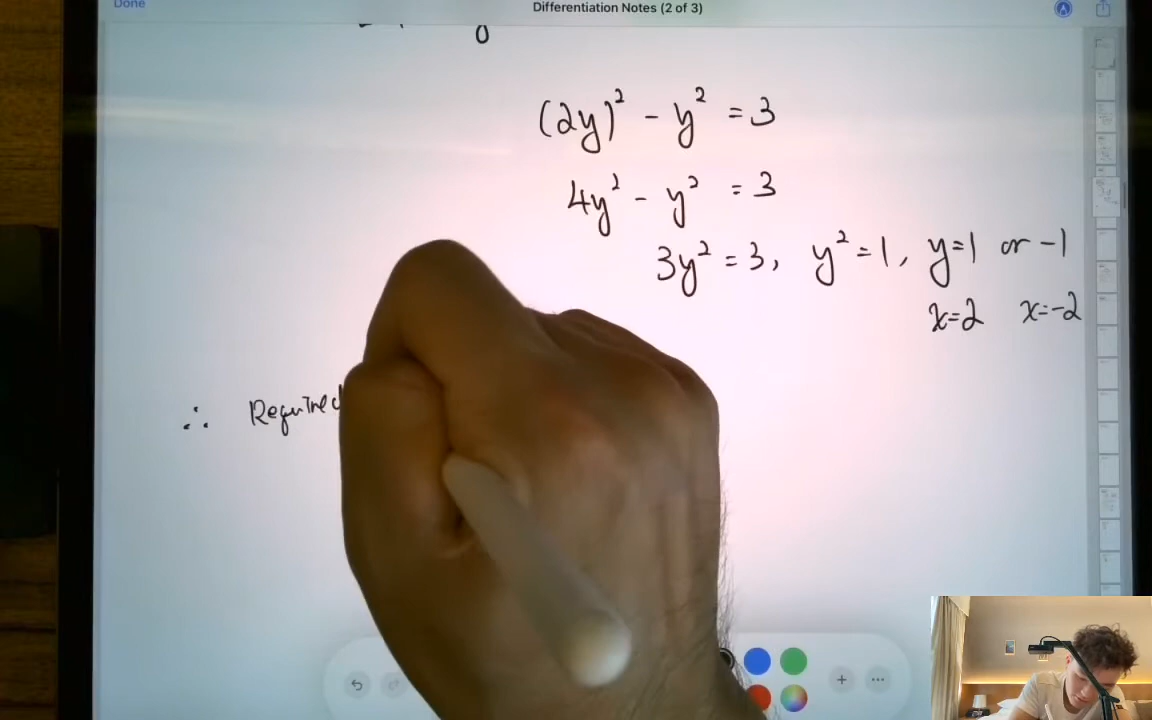 Done
Differentiation Notes (2 of 3)
(2y)² - y² = 3
4y² - y² = 3
3y² = 3, y² = 1, y=1 or -1
x=2 x=-2
∴ Required